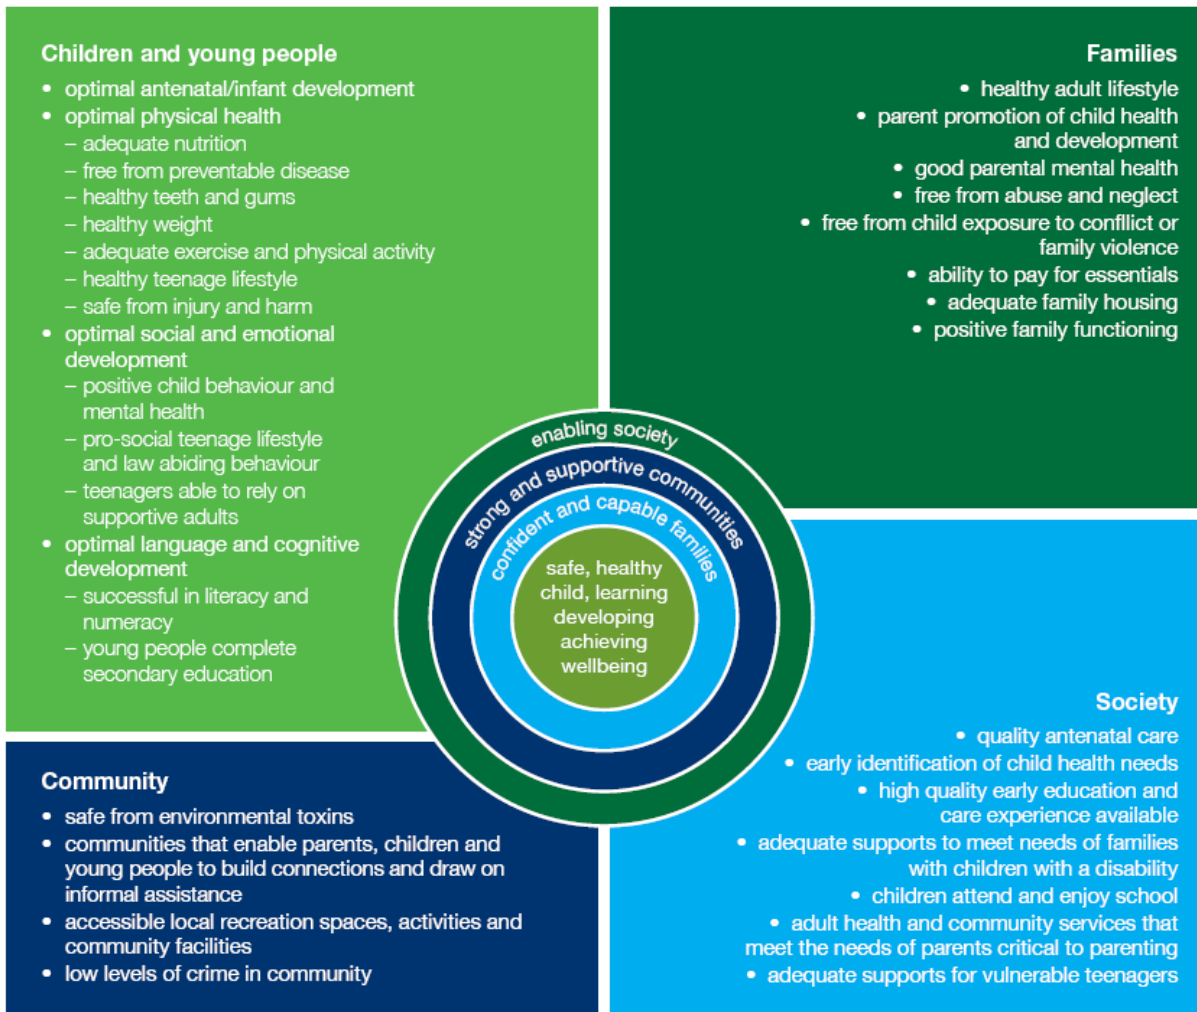 Children and young people
• optimal antenatal/infant development
• optimal physical health
– adequate nutrition
– free from preventable disease
– healthy teeth and gums
– healthy weight
– adequate exercise and physical activity
– healthy teenage lifestyle
– safe from injury and harm
• optimal social and emotional
development
– positive child behaviour and
mental health
– pro-social teenage lifestyle
and law abiding behaviour
– teenagers able to rely on
supportive adults
• optimal language and cognitive
development
– successful in literacy and
numeracy
– young people complete
secondary education
Families
• healthy adult lifestyle
• parent promotion of child health
and development
• good parental mental health
• free from abuse and neglect
• free from child exposure to confllict or
family violence
• ability to pay for essentials
• adequate family housing
• positive family functioning
enabling society
strong and supportive communities
confident and capable families
safe, healthy
child, learning
developing
achieving
wellbeing
Community
• safe from environmental toxins
• communities that enable parents, children and
young people to build connections and draw on
informal assistance
• accessible local recreation spaces, activities and
community facilities
• low levels of crime in community
Society
• quality antenatal care
• early identification of child health needs
• high quality early education and
care experience available
• adequate supports to meet needs of families
with children with a disability
• children attend and enjoy school
• adult health and community services that
meet the needs of parents critical to parenting
• adequate supports for vulnerable teenagers